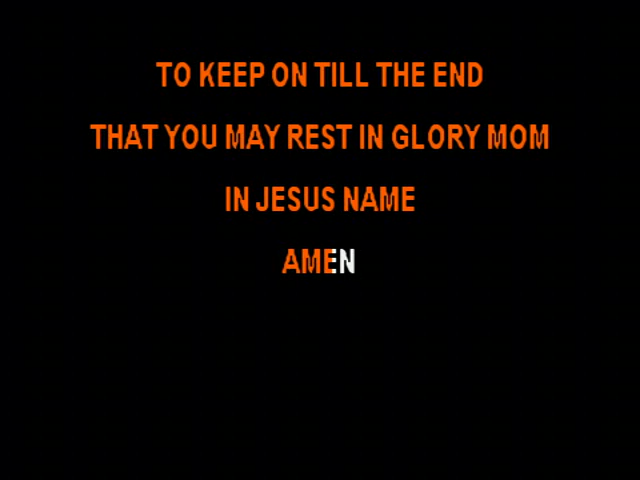 TO KEEP ON TILL THE END
THAT YOU MAY REST IN GLORY MOM
IN JESUS NAME
AMEN